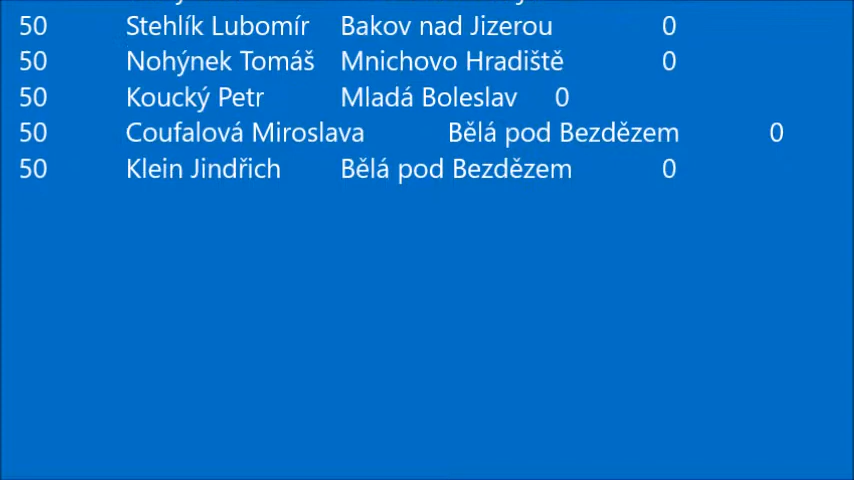 50 Stehlík Lubomír Bakov nad Jizerou 0
50 Nohýnek Tomáš Mnichovo Hradiště 0
50 Koucký Petr Mladá Boleslav 0
50 Coufalová Miroslava Bělá pod Bezdězem 0
50 Klein Jindřich Bělá pod Bezdězem 0